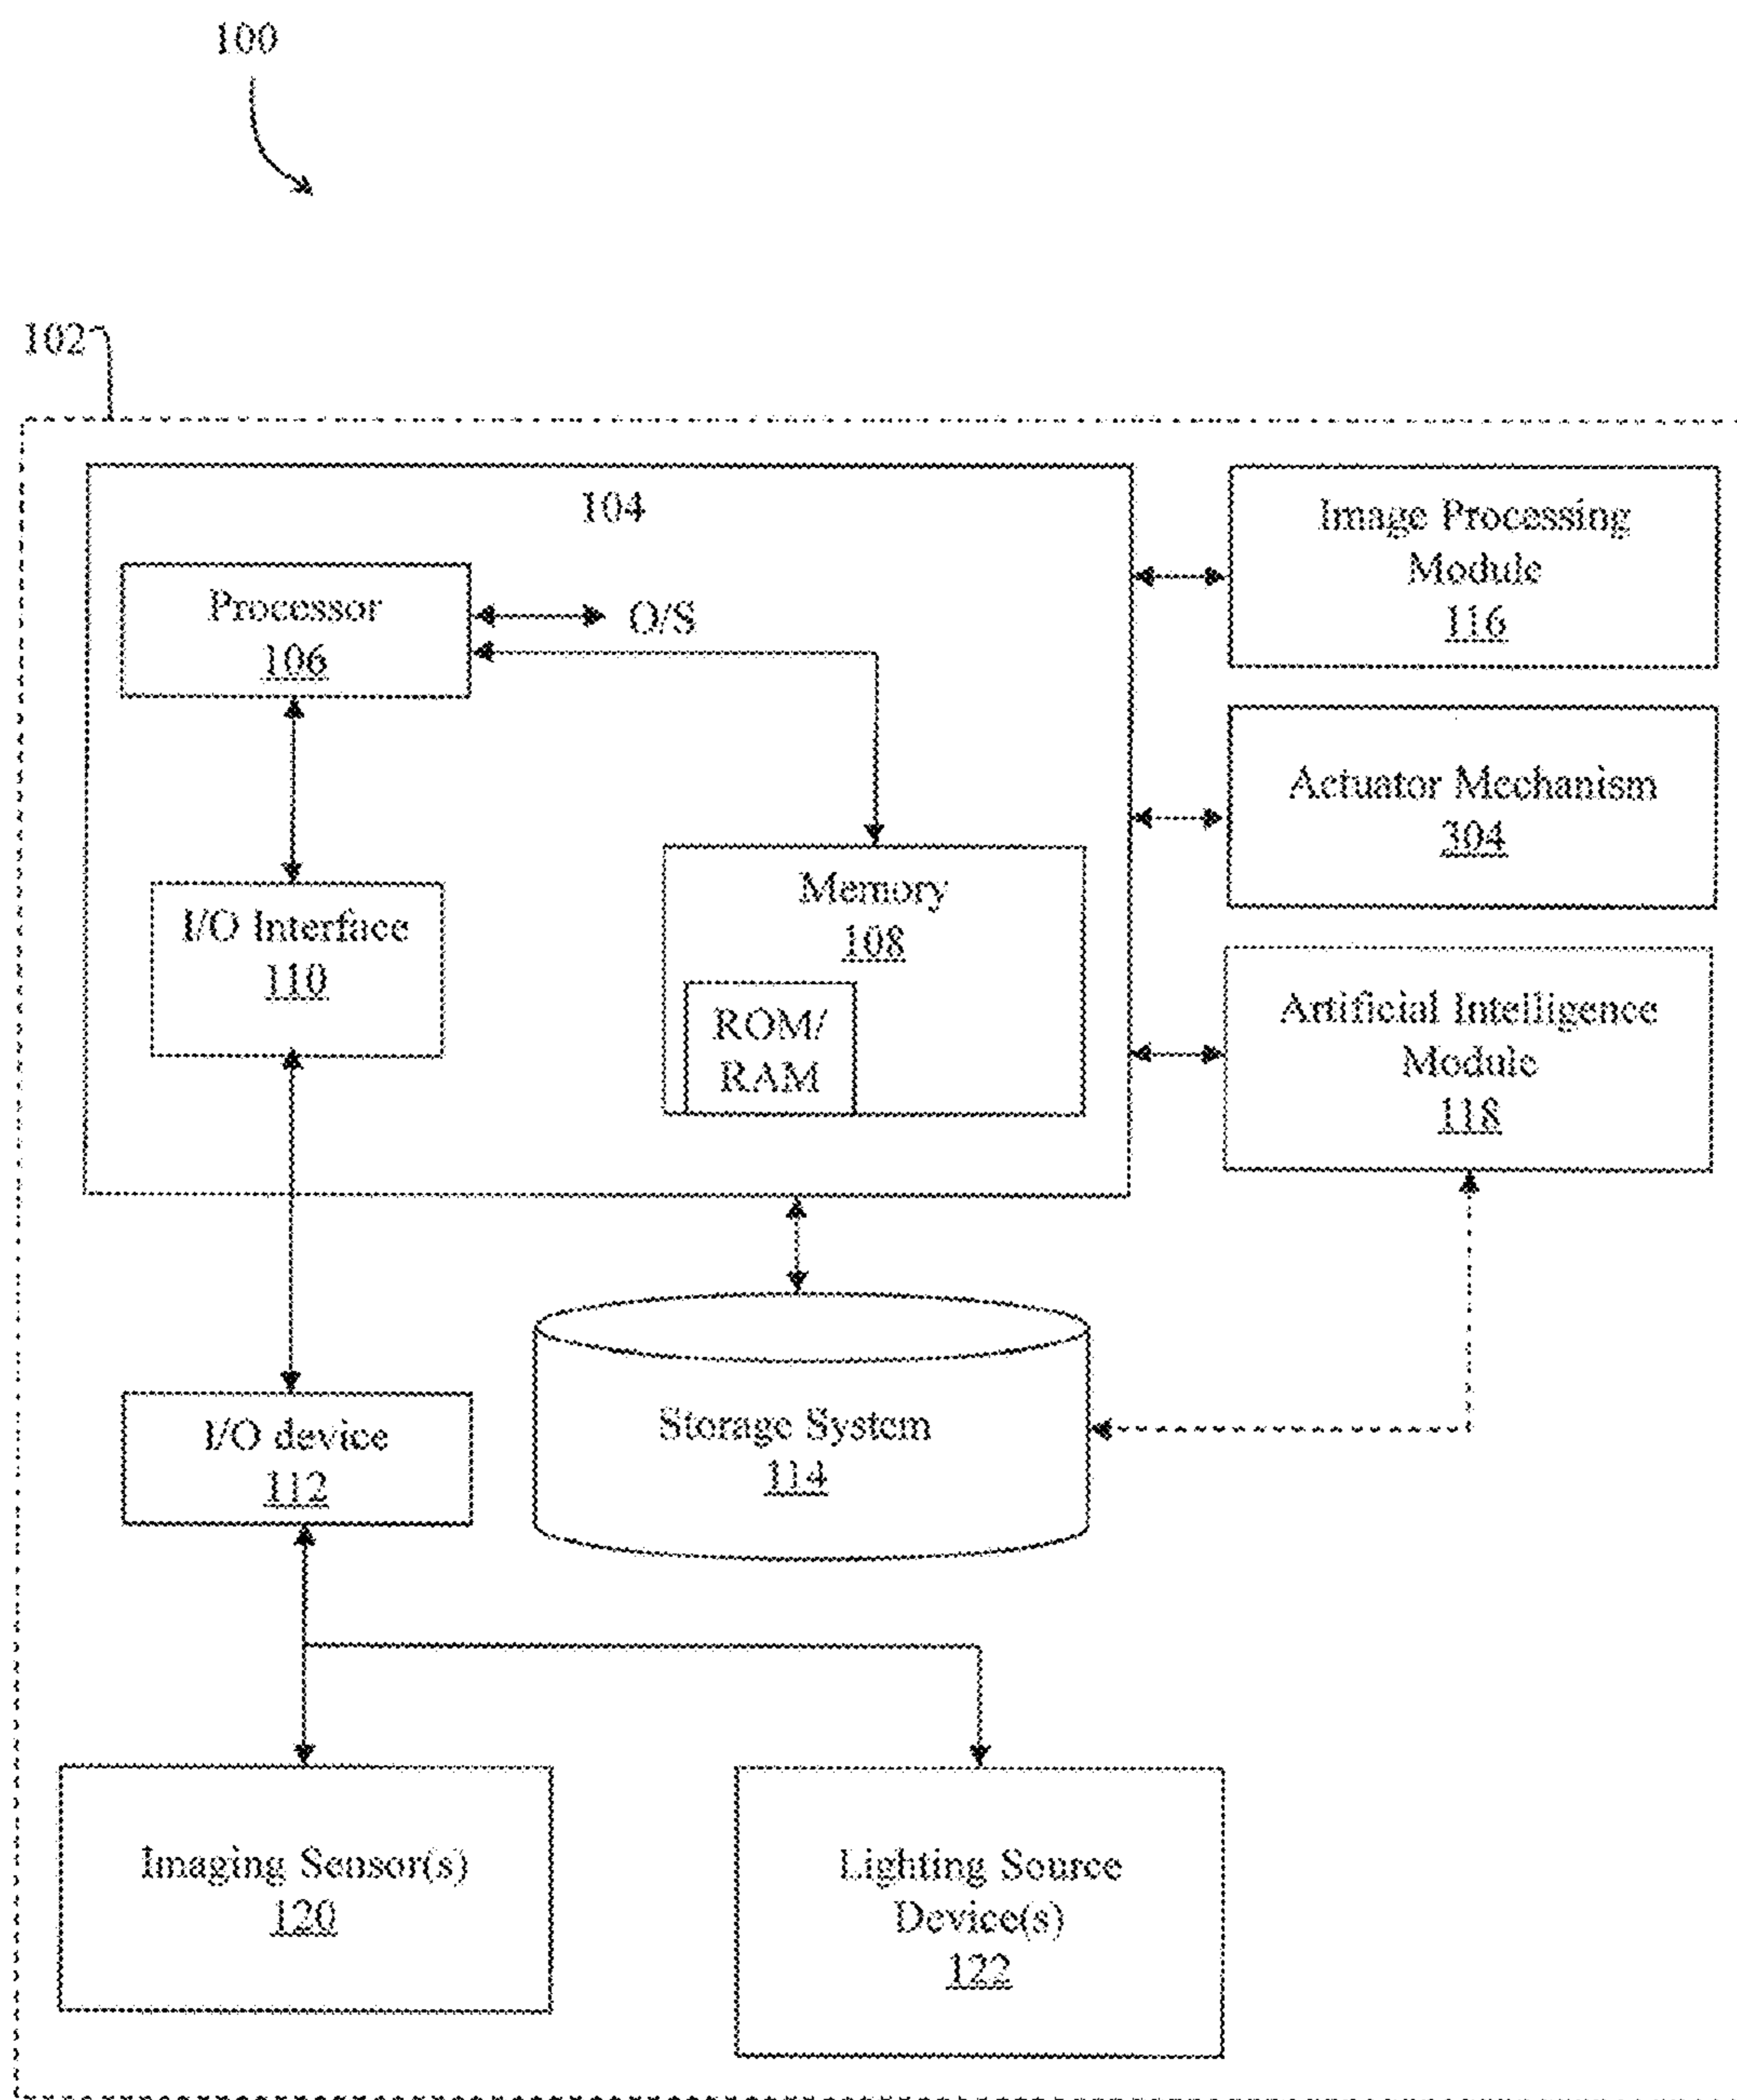 100
102
104
Processor
106
O/S
I/O Interface
110
Memory
108
ROM/
RAM
Image Processing
Module
116
Actuator Mechanism
304
Artificial Intelligence
Module
118
I/O device
112
Storage System
114
Imaging Sensor(s)
120
Lighting Source
Device(s)
122